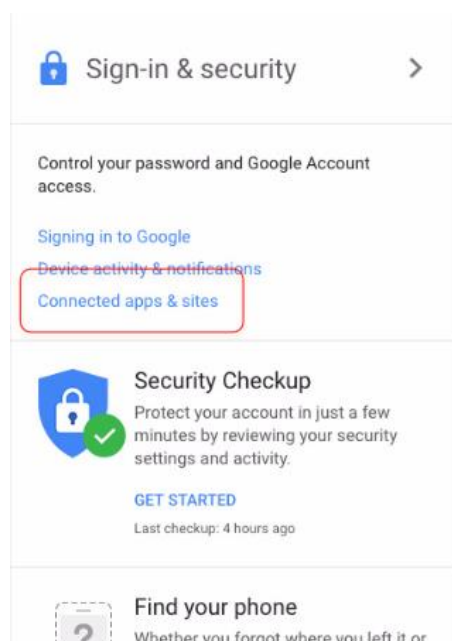 Sign-in & security
Control your password and Google Account
access.
Signing in to Google
Device activity & notifications
Connected apps & sites
Security Checkup
Protect your account in just a few
minutes by reviewing your security
settings and activity.
GET STARTED
Last checkup: 4 hours ago
Find your phone
?
Whether you forgot where you left it or